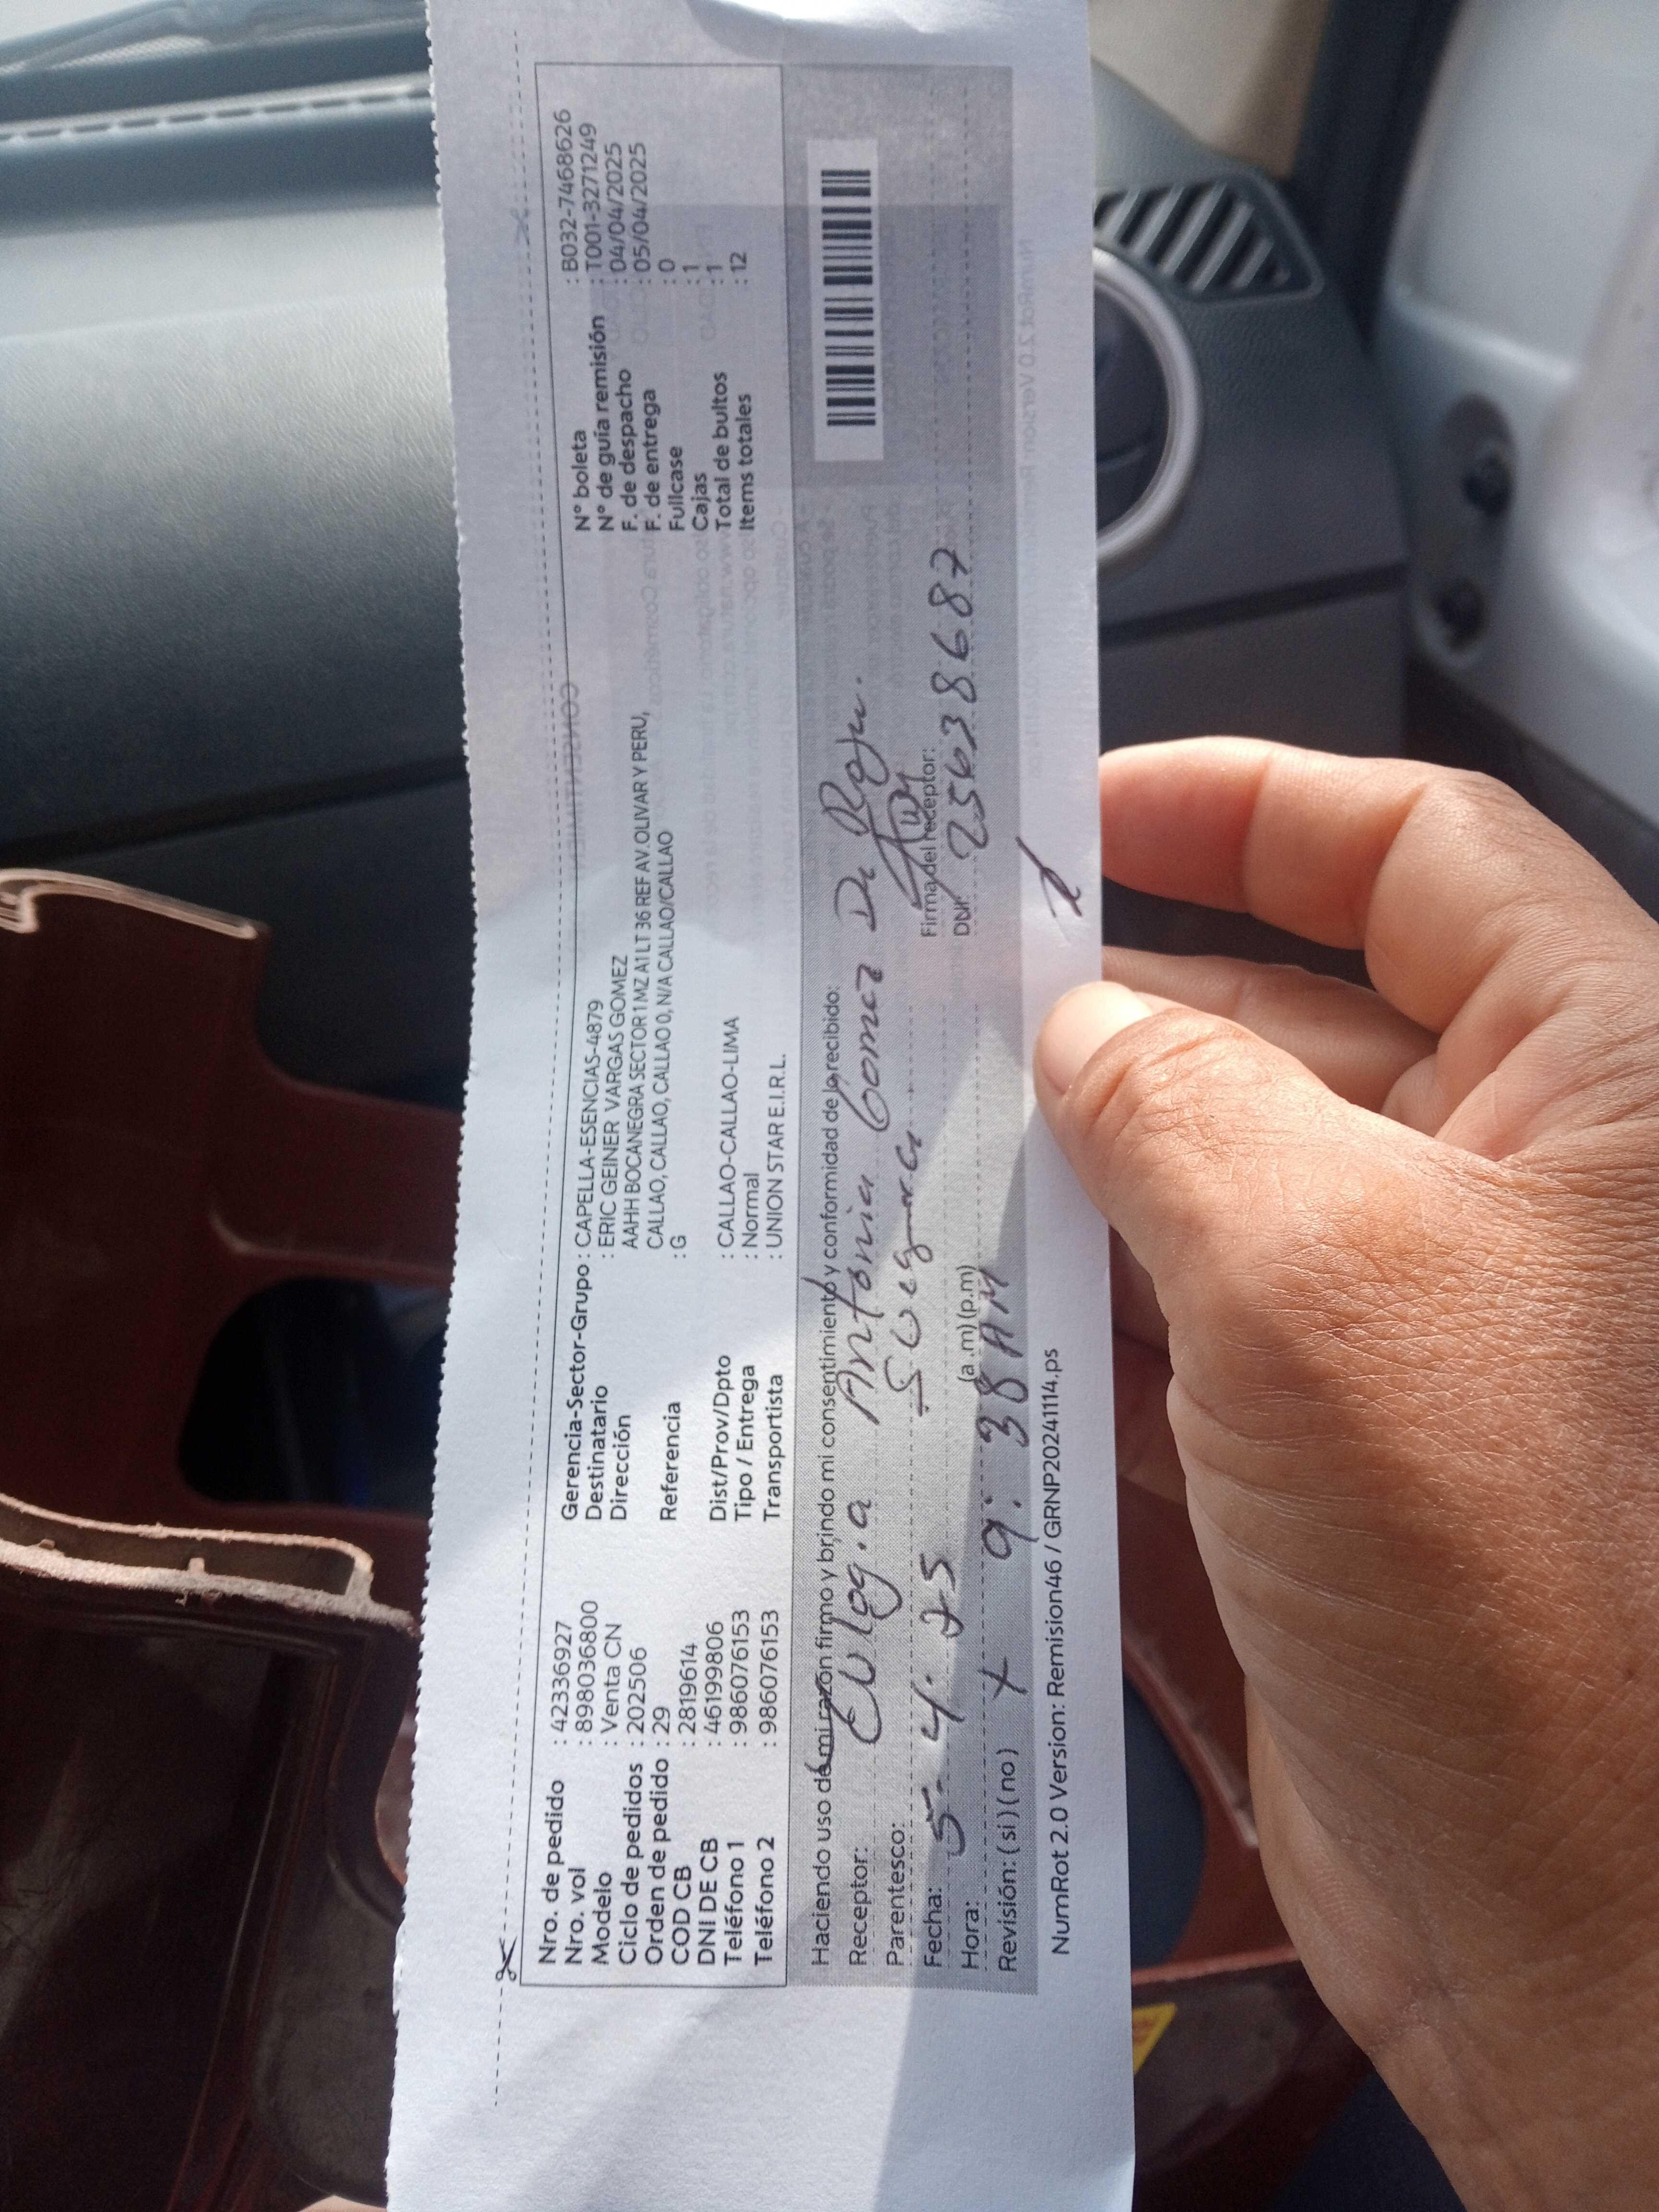 Nro. de pedido : 42336927
Nro. vol : 898036800
Modelo : Venta CN
Ciclo de pedidos : 202506
Orden de pedido : 29
COD CB : 2819614
DNI DE CB : 46199806
Teléfono 1 : 986076153
Teléfono 2 : 986076153
Gerencia-Sector-Grupo : CAPELLA-ESENCIAS-4879
Destinatario : ERIC GEINER VARGAS GOMEZ
Dirección AAHH BOCANEGRA SECTOR 1 MZ A1 LT 36 REF AV.OLIVAR Y PERU,
CALLAO, CALLAO, CALLAO 0, N/A CALLAO/CALLAO
Referencia : G
Dist/Prov/Dpto : CALLAO-CALLAO-LIMA
Tipo / Entrega : Normal
Transportista : UNION STAR E.I.R.L.
N° boleta : B032-7468626
N° de guía remisión : T001-3271249
F. de despacho : 04/04/2025
F. de entrega : 05/04/2025
Fullcase : 0
Cajas : 1
Total de bultos : 1
Items totales : 12
Haciendo uso de mi razón firmo y brindo mi consentimiento y conformidad de lo recibido:
Receptor: Eulogia Antonia Gomez De Roju.
Parentesco: Suegra
Firma del receptor:
Fecha: 5- 4. 25
DNI: 25638687
Hora: 9:38 AM (a.m) (p.m)
Revisión: ( si ) ( no ) X
NumRot 2.0 Version: Remision46 / GRNP20241114.ps